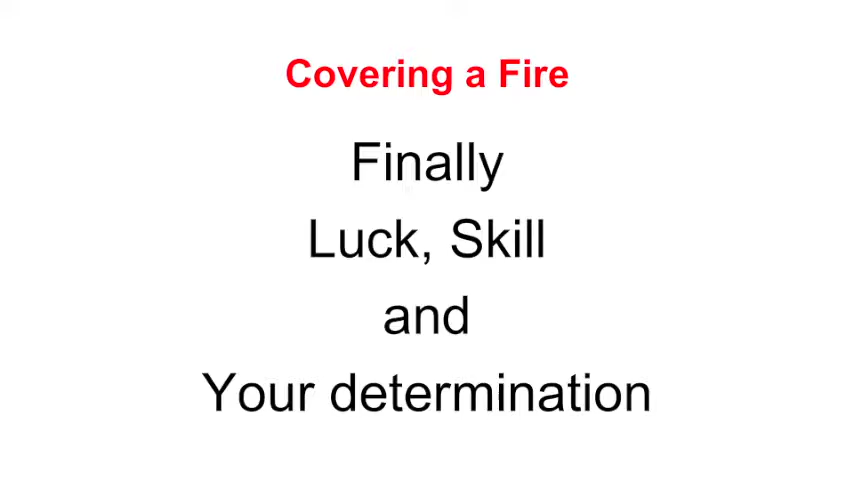 Covering a Fire
Finally
Luck, Skill
and
Your determination